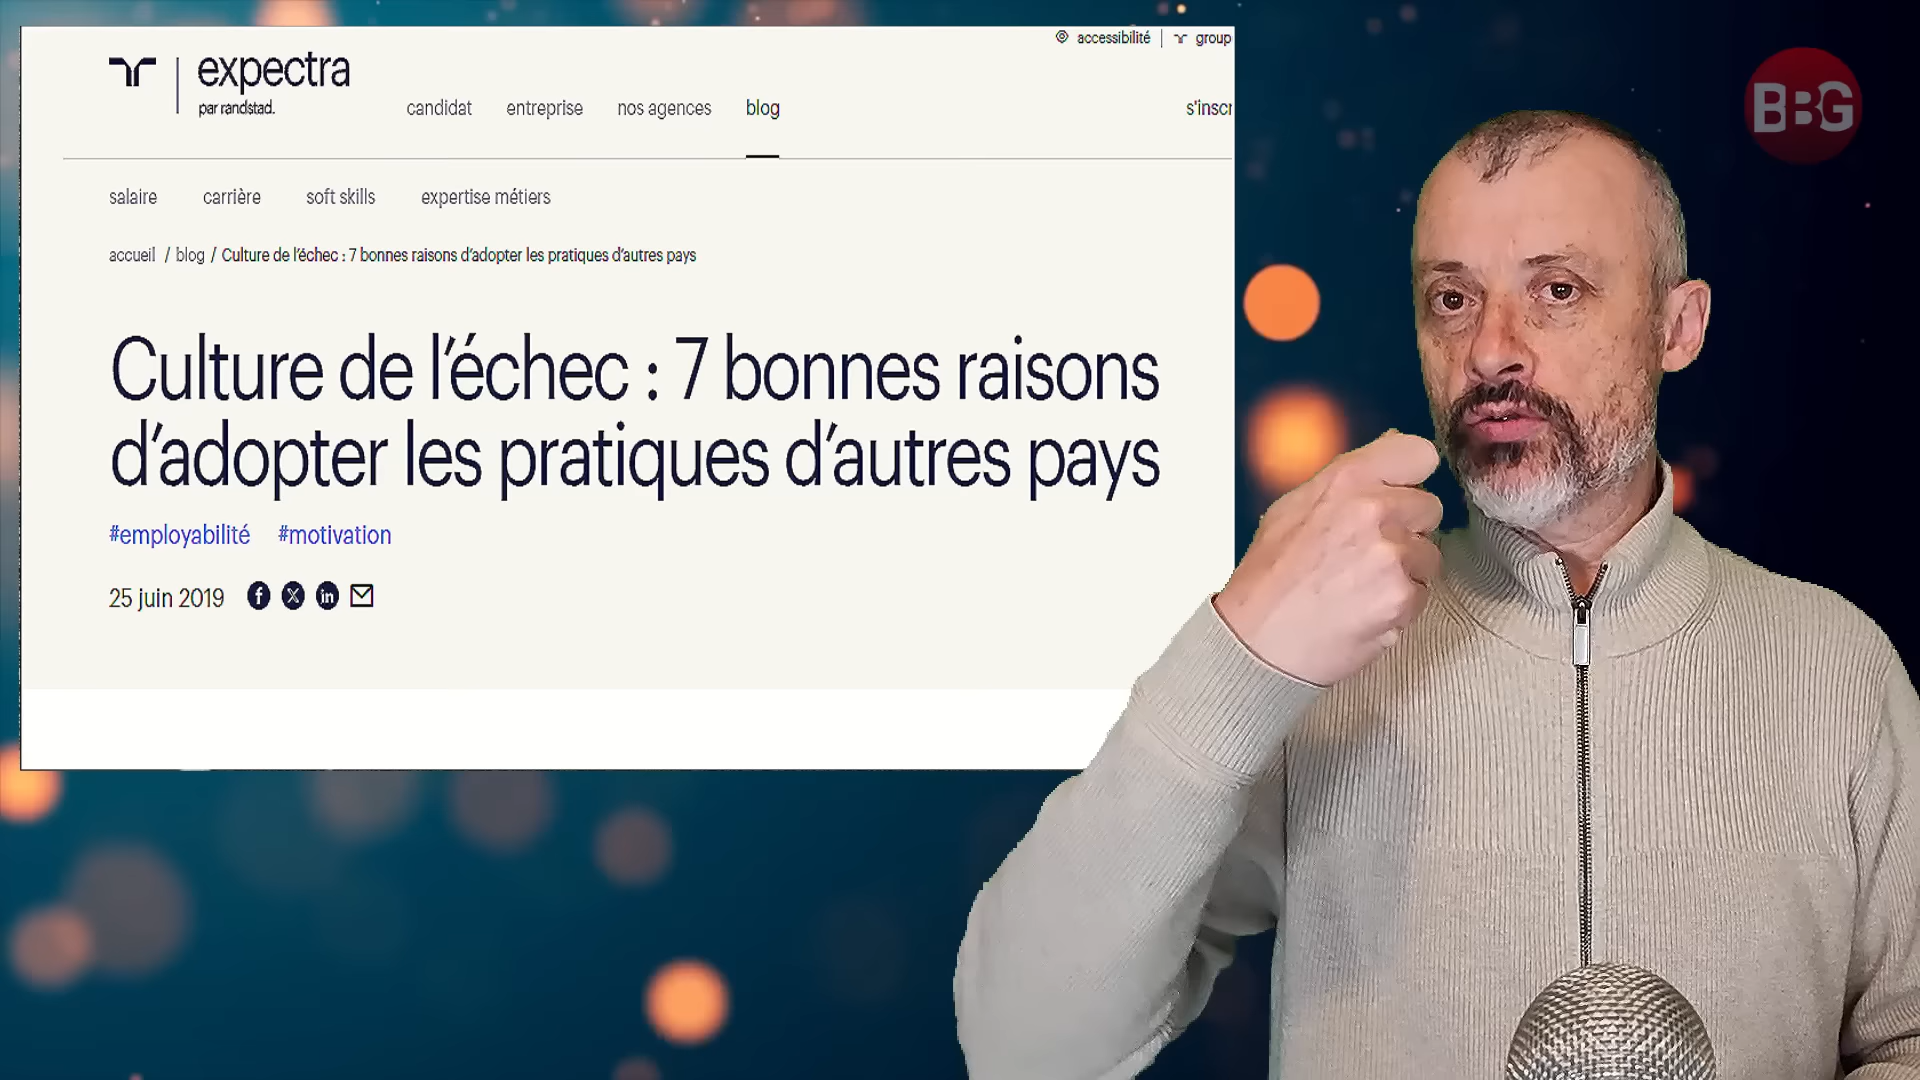 accessibilité
group
BBG
expectra
par randstad.
candidat entreprise nos agences blog
s'inscr
salaire carrière soft skills expertise métiers
accueil / blog / Culture de l'échec : 7 bonnes raisons d'adopter les pratiques d'autres pays
Culture de l'échec : 7 bonnes raisons
d'adopter les pratiques d'autres pays
#employabilité #motivation
25 juin 2019